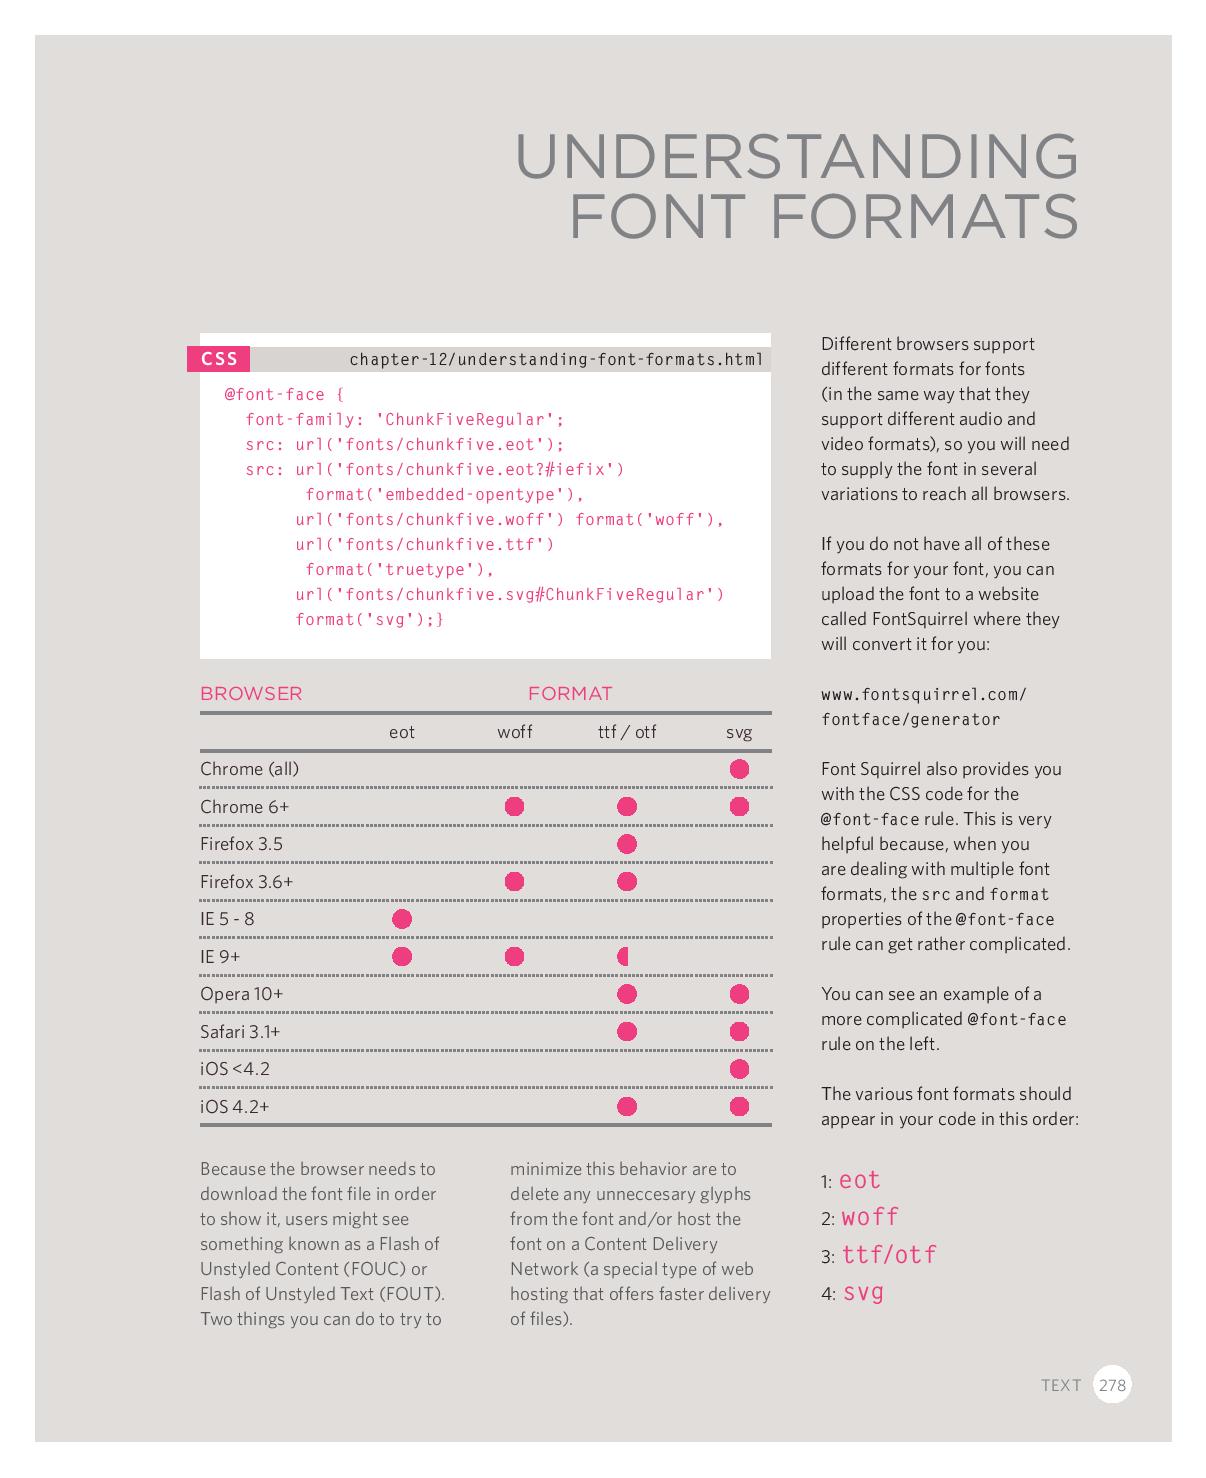 UNDERSTANDING
FONT FORMATS
CSS chapter-12/understanding-font-formats.html
@font-face {
font-family: 'ChunkFiveRegular';
src: url('fonts/chunkfive.eot');
src: url('fonts/chunkfive.eot?#iefix')
format('embedded-opentype'),
url('fonts/chunkfive.woff') format('woff'),
url('fonts/chunkfive.ttf')
format('truetype'),
url('fonts/chunkfive.svg#ChunkFiveRegular')
format('svg');}
BROWSER FORMAT
eot woff ttf / otf svg
Chrome (all)
Chrome 6+
Firefox 3.5
Firefox 3.6+
IE 5 - 8
IE 9+
Opera 10+
Safari 3.1+
iOS <4.2
iOS 4.2+
Because the browser needs to
download the font file in order
to show it, users might see
something known as a Flash of
Unstyled Content (FOUC) or
Flash of Unstyled Text (FOUT).
Two things you can do to try to
minimize this behavior are to
delete any unneccesary glyphs
from the font and/or host the
font on a Content Delivery
Network (a special type of web
hosting that offers faster delivery
of files).
Different browsers support
different formats for fonts
(in the same way that they
support different audio and
video formats), so you will need
to supply the font in several
variations to reach all browsers.
If you do not have all of these
formats for your font, you can
upload the font to a website
called FontSquirrel where they
will convert it for you:
www.fontsquirrel.com/
fontface/generator
Font Squirrel also provides you
with the CSS code for the
@font-face rule. This is very
helpful because, when you
are dealing with multiple font
formats, the src and format
properties of the @font-face
rule can get rather complicated.
You can see an example of a
more complicated @font-face
rule on the left.
The various font formats should
appear in your code in this order:
1: eot
2: woff
3: ttf/otf
4: svg
TEXT 278